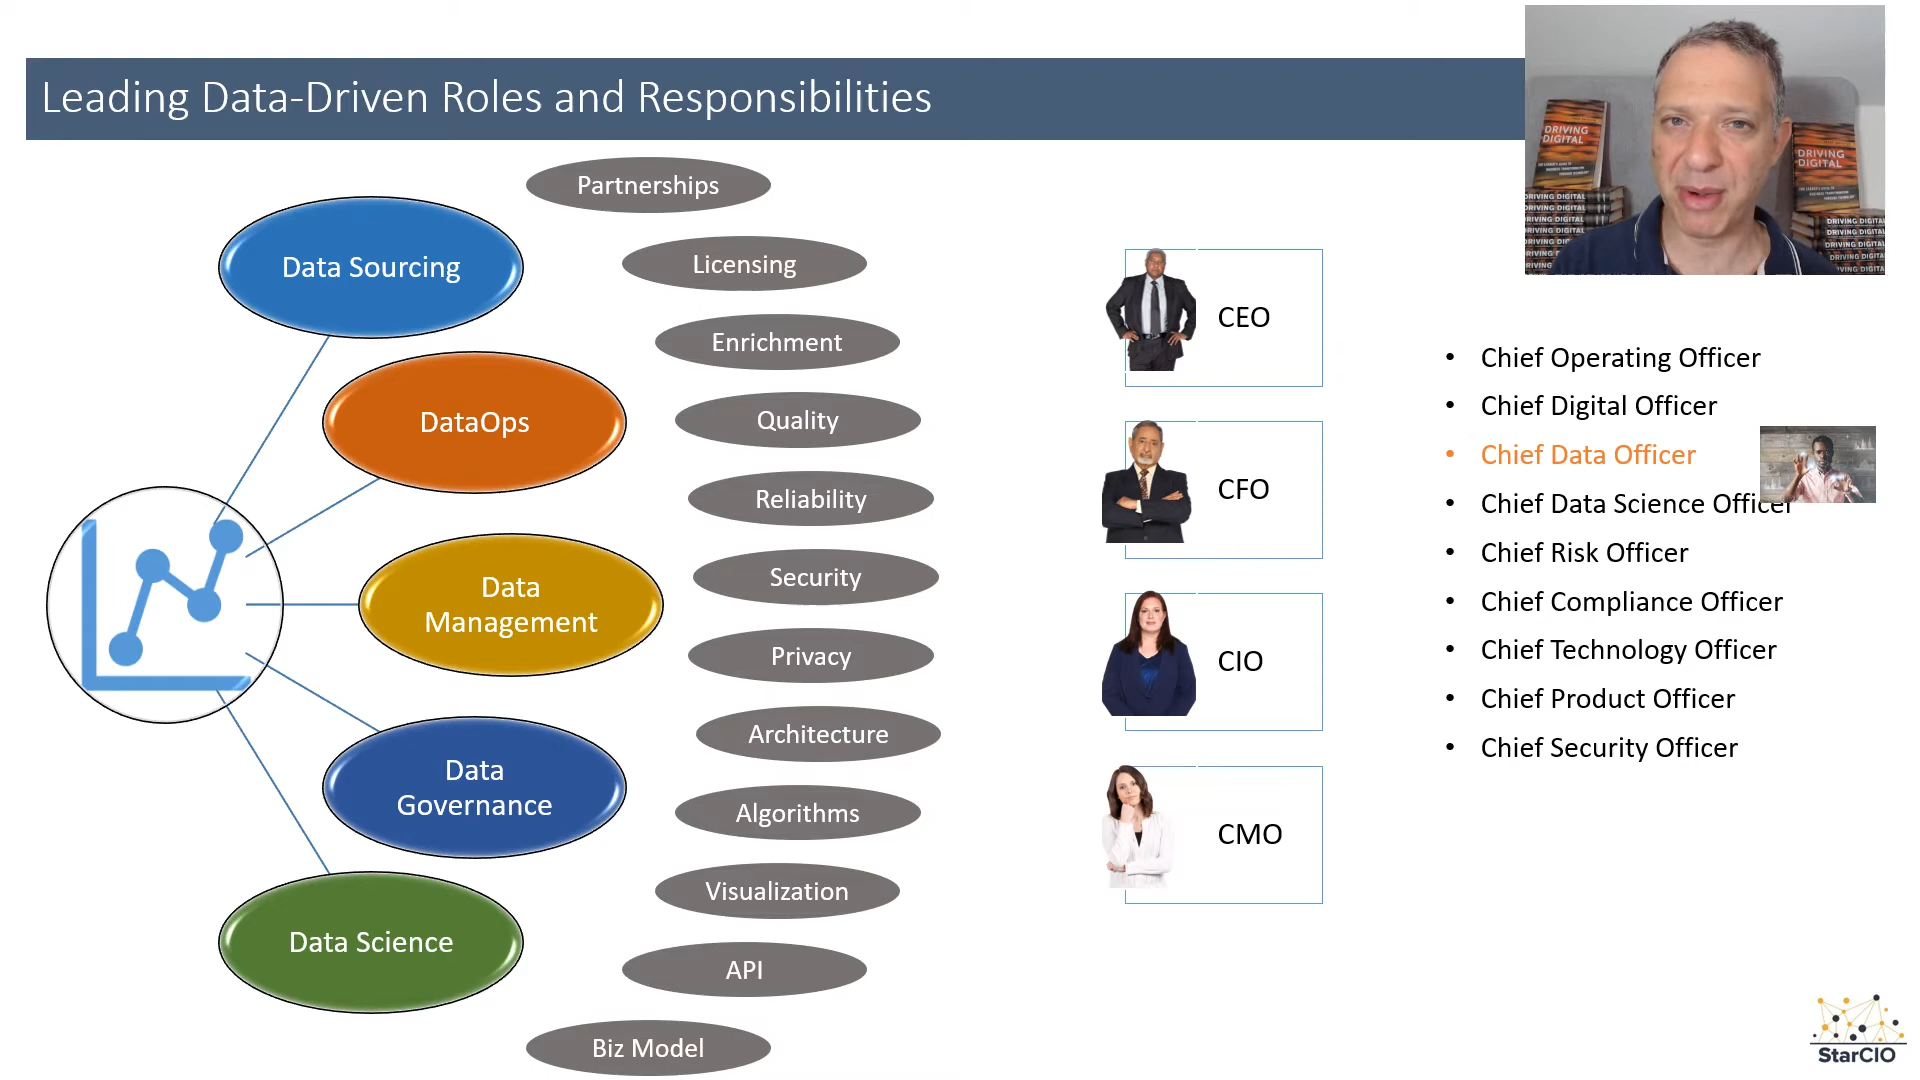 Leading Data-Driven Roles and Responsibilities
Data Sourcing
DataOps
Data
Management
Data
Governance
Data Science
Partnerships
Licensing
Enrichment
Quality
Reliability
Security
Privacy
Architecture
Algorithms
Visualization
API
Biz Model
CEO
CFO
CIO
CMO
• Chief Operating Officer
• Chief Digital Officer
• Chief Data Officer
• Chief Data Science Officer
• Chief Risk Officer
• Chief Compliance Officer
• Chief Technology Officer
• Chief Product Officer
• Chief Security Officer
DRIVING
DIGITAL
DRIVING
DIGITAL
DRIVING DIGITAL
StarCIO